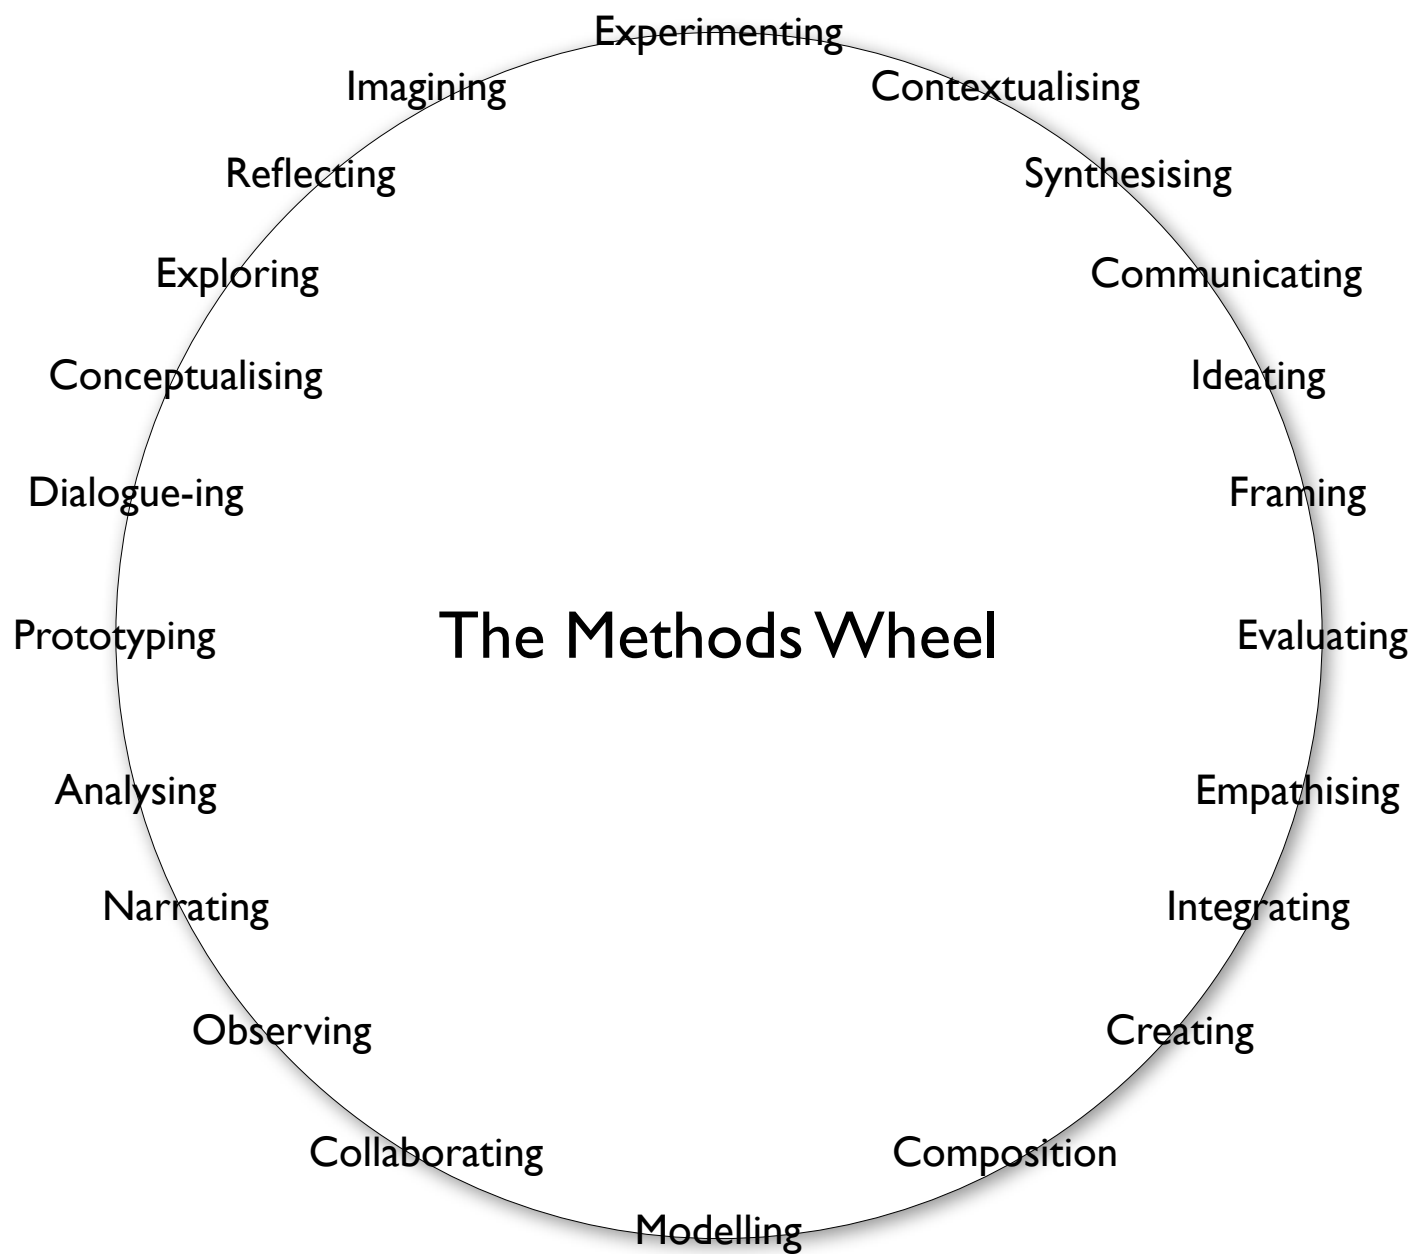 Experimenting
Imagining
Contextualising
Reflecting
Synthesising
Exploring
Communicating
Conceptualising
Ideating
Dialogue-ing
Framing
Prototyping
The Methods Wheel
Evaluating
Analysing
Empathising
Narrating
Integrating
Observing
Creating
Collaborating
Composition
Modelling